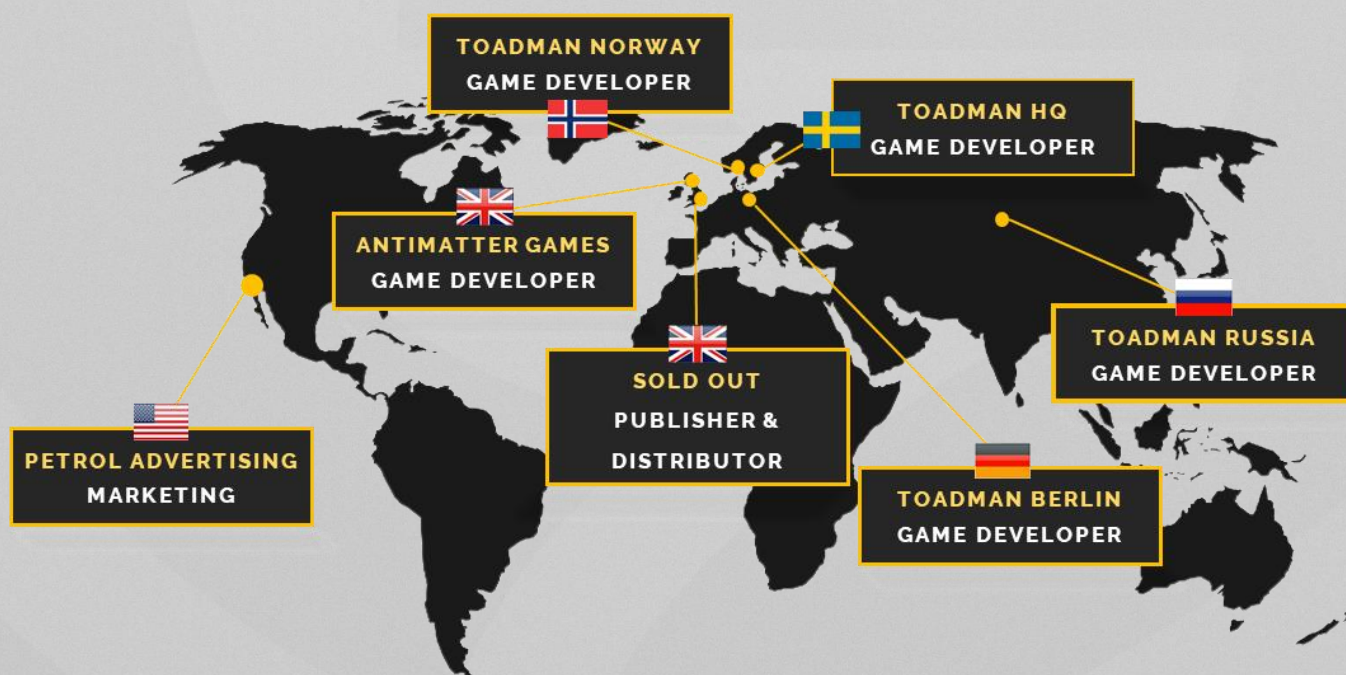 TOADMAN NORWAY
GAME DEVELOPER
TOADMAN HQ
GAME DEVELOPER
ANTIMATTER GAMES
GAME DEVELOPER
TOADMAN RUSSIA
GAME DEVELOPER
SOLD OUT
PUBLISHER &
DISTRIBUTOR
PETROL ADVERTISING
MARKETING
TOADMAN BERLIN
GAME DEVELOPER